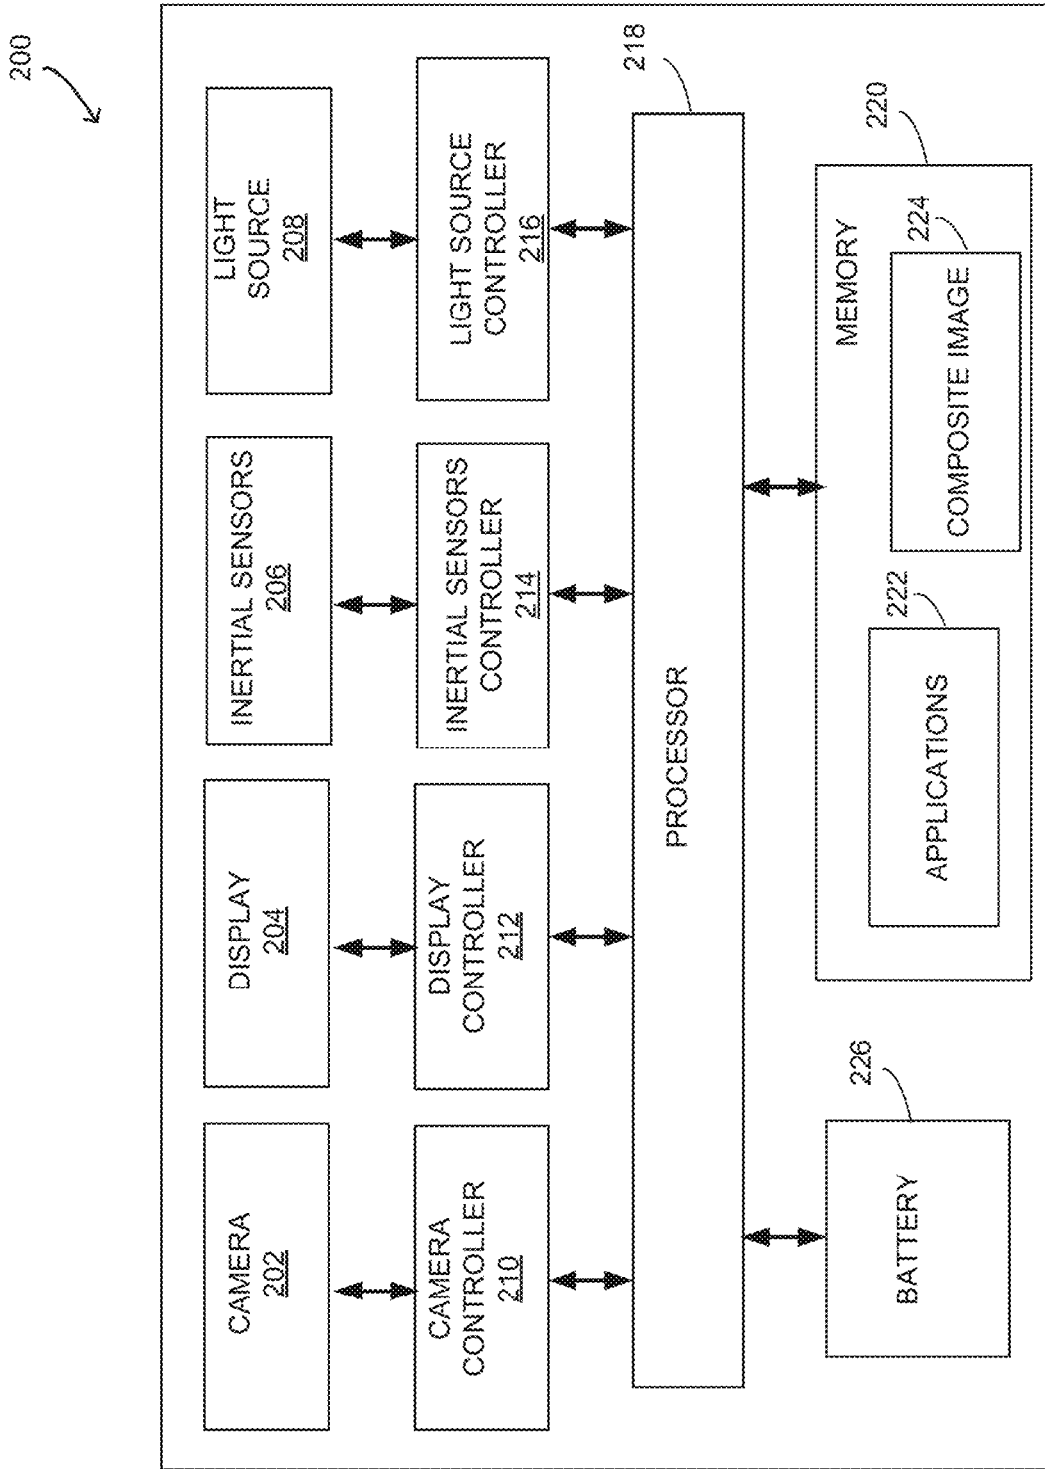 200
CAMERA
202
DISPLAY
204
INERTIAL SENSORS
206
LIGHT
SOURCE
208
CAMERA
CONTROLLER
210
DISPLAY
CONTROLLER
212
INERTIAL SENSORS
CONTROLLER
214
LIGHT SOURCE
CONTROLLER
216
218
PROCESSOR
226
BATTERY
220
MEMORY
222
APPLICATIONS
224
COMPOSITE IMAGE